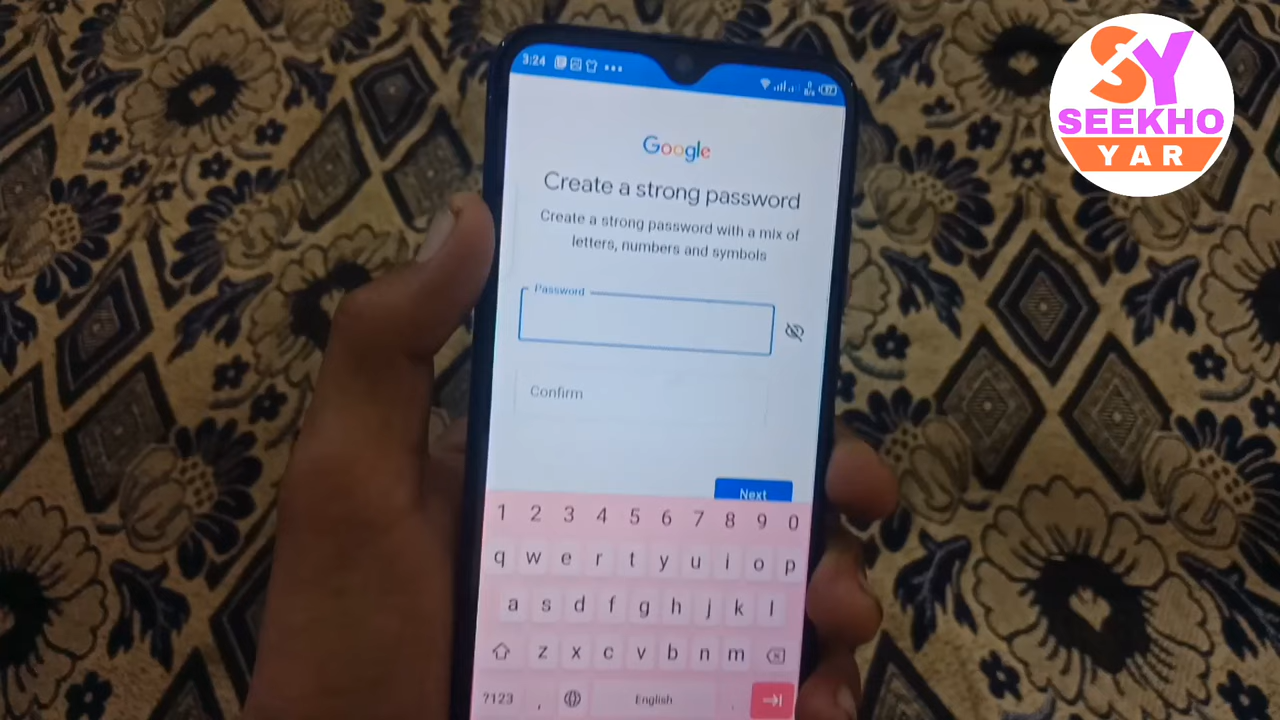 3:24
SY
SEEKHO
YAR
Google
Create a strong password
Create a strong password with a mix of
letters, numbers and symbols
Password
Confirm
Next
1 2 3 4 5 6 7 8 9 0
q w e r t y u i o p
a s d f g h j k l
z x c v b n m
?123 , English .